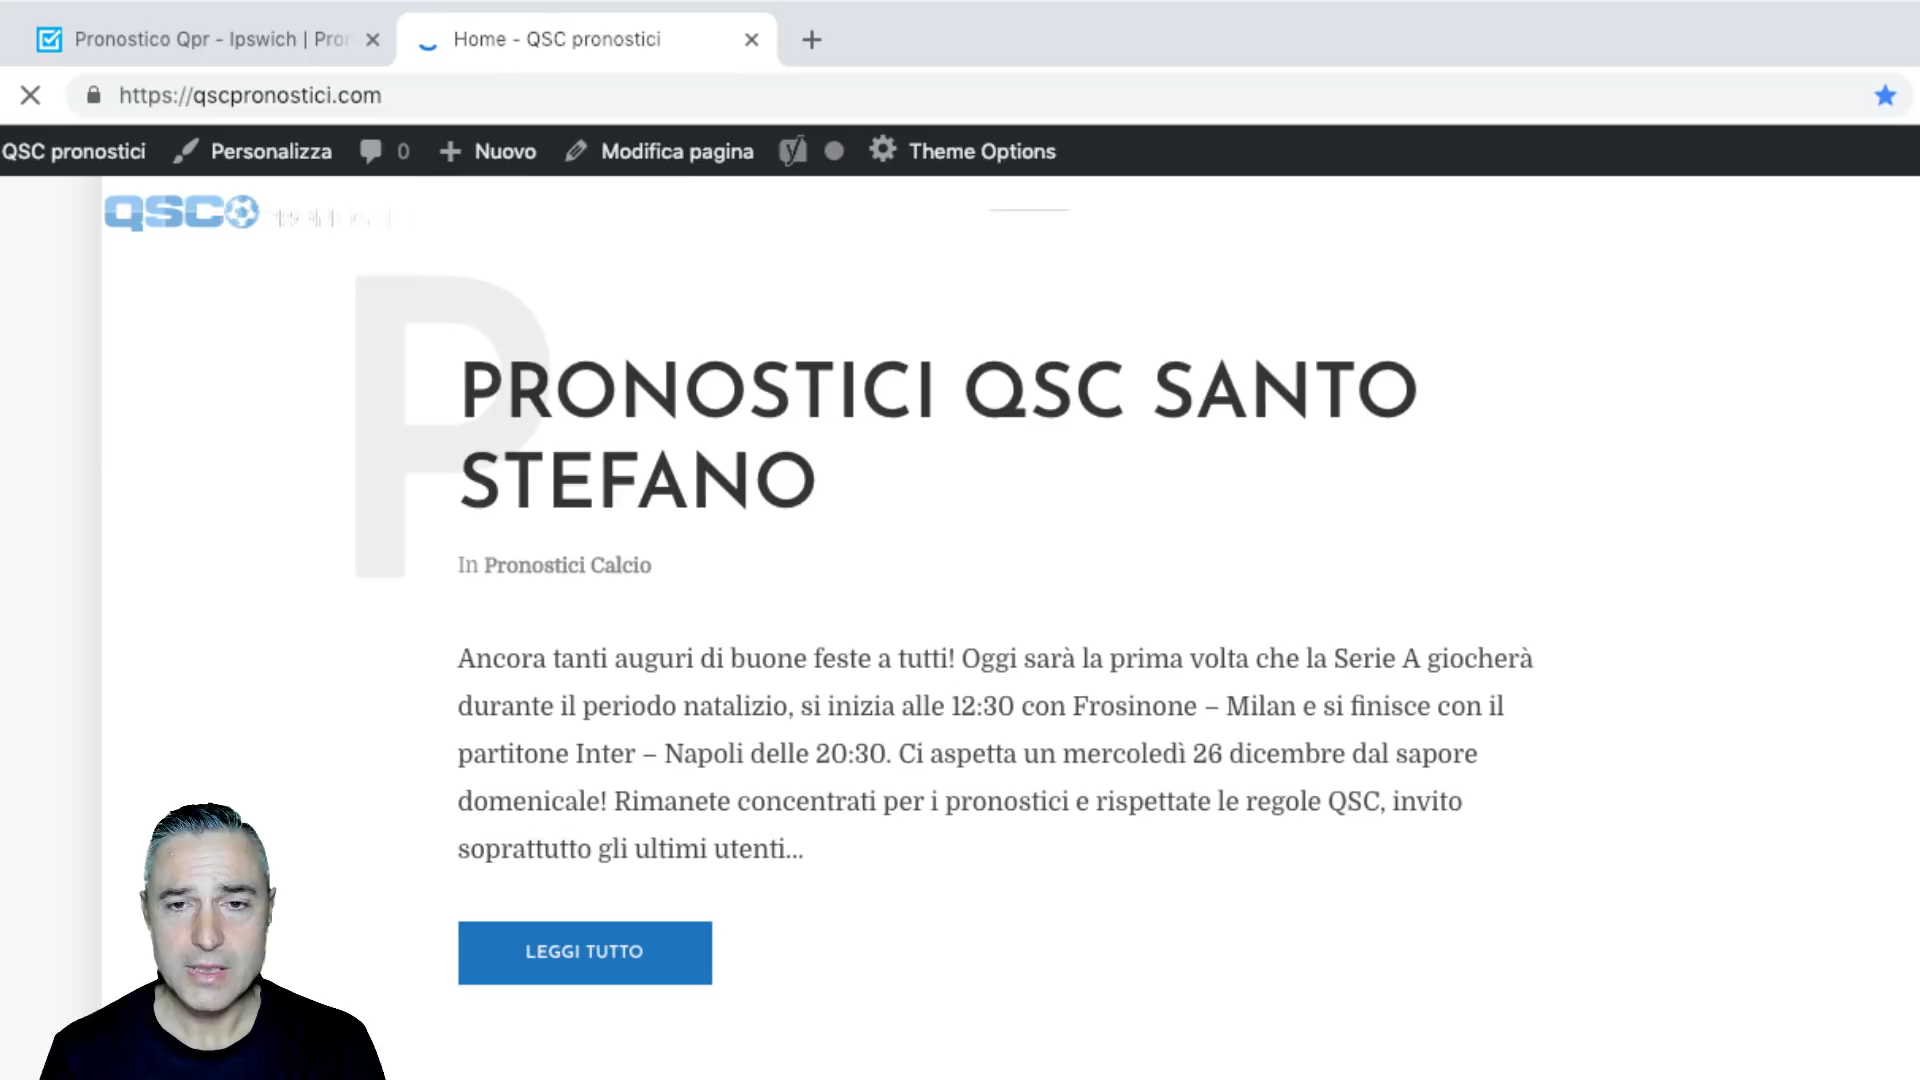 Pronostico Qpr - Ipswich | Pron
Home - QSC pronostici
https://qscpronostici.com
QSC pronostici Personalizza 0 Nuovo Modifica pagina Theme Options
QSC
P
PRONOSTICI QSC SANTO
STEFANO
In Pronostici Calcio
Ancora tanti auguri di buone feste a tutti! Oggi sarà la prima volta che la Serie A giocherà
durante il periodo natalizio, si inizia alle 12:30 con Frosinone – Milan e si finisce con il
partitone Inter – Napoli delle 20:30. Ci aspetta un mercoledì 26 dicembre dal sapore
domenicale! Rimanete concentrati per i pronostici e rispettate le regole QSC, invito
soprattutto gli ultimi utenti...
LEGGI TUTTO